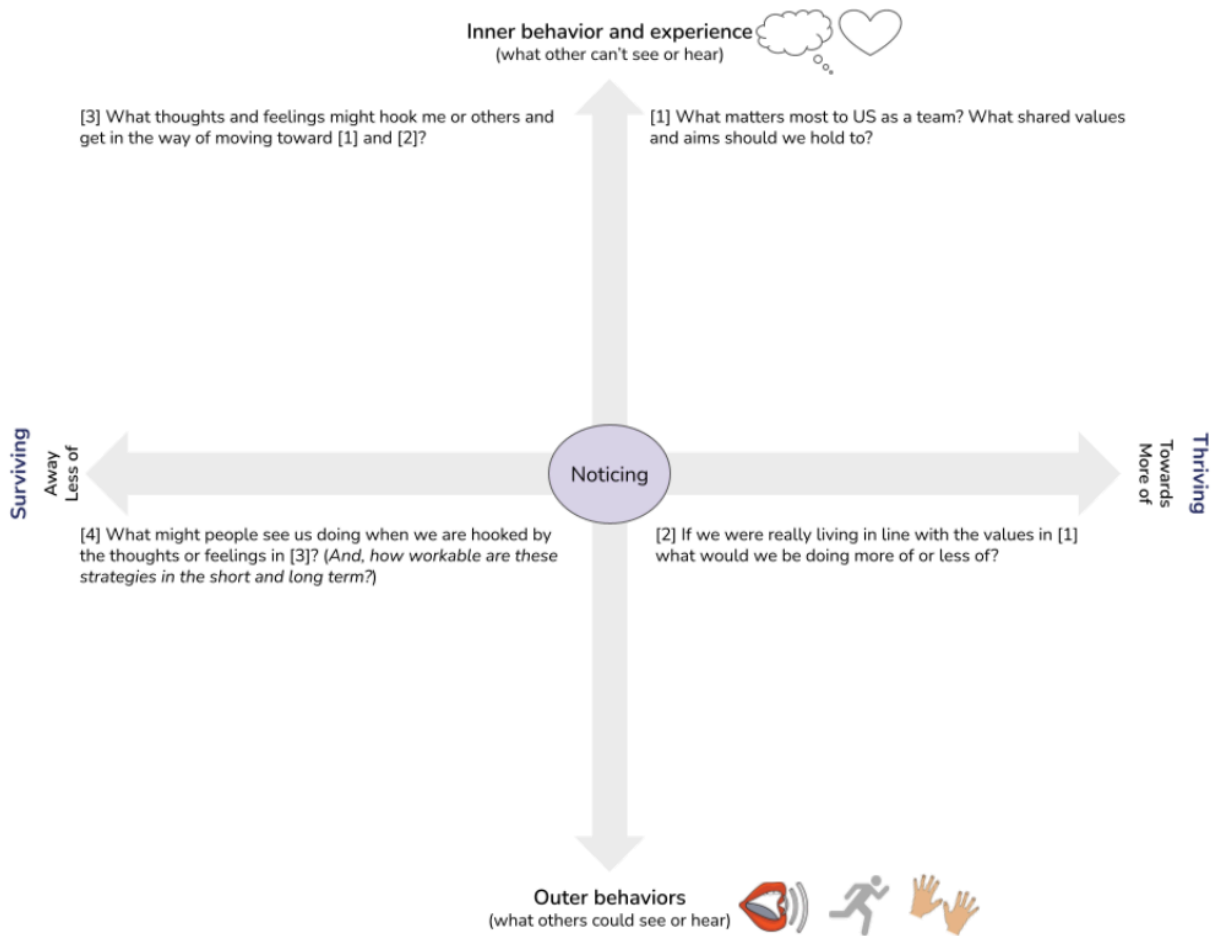 Inner behavior and experience
(what other can't see or hear)
[3] What thoughts and feelings might hook me or others and
get in the way of moving toward [1] and [2]?
[1] What matters most to US as a team? What shared values
and aims should we hold to?
Surviving
Away
Less of
Noticing
Towards
More of
Thriving
[4] What might people see us doing when we are hooked by
the thoughts or feelings in [3]? (And, how workable are these
strategies in the short and long term?)
[2] If we were really living in line with the values in [1]
what would we be doing more of or less of?
Outer behaviors
(what others could see or hear)